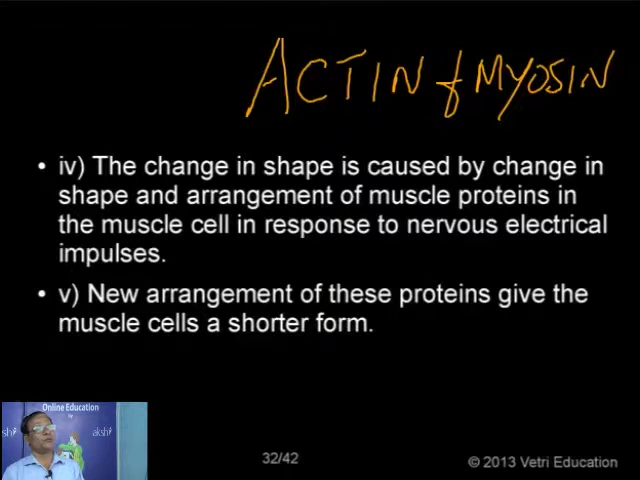 ACTIN & MYOSIN
• iv) The change in shape is caused by change in
shape and arrangement of muscle proteins in
the muscle cell in response to nervous electrical
impulses.
• v) New arrangement of these proteins give the
muscle cells a shorter form.
Online Education
by
akshi
32/42
© 2013 Vetri Education